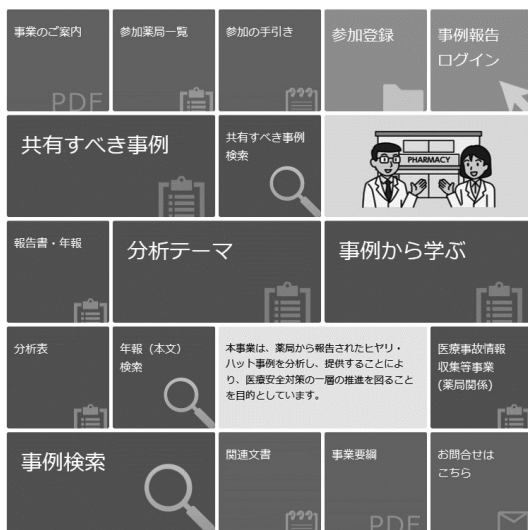 事業のご案内
PDF
参加薬局一覧
参加の手引き
参加登録
事例報告
ログイン
共有すべき事例
共有すべき事例
検索
PHARMACY
報告書・年報
分析テーマ
事例から学ぶ
分析表
年報（本文）
検索
本事業は、薬局から報告されたヒヤリ・
ハット事例を分析し、提供することによ
り、医療安全対策の一層の推進を図ること
を目的としています。
医療事故情報
収集等事業
(薬局関係)
事例検索
関連文書
事業要綱
PDF
お問合せは
こちら